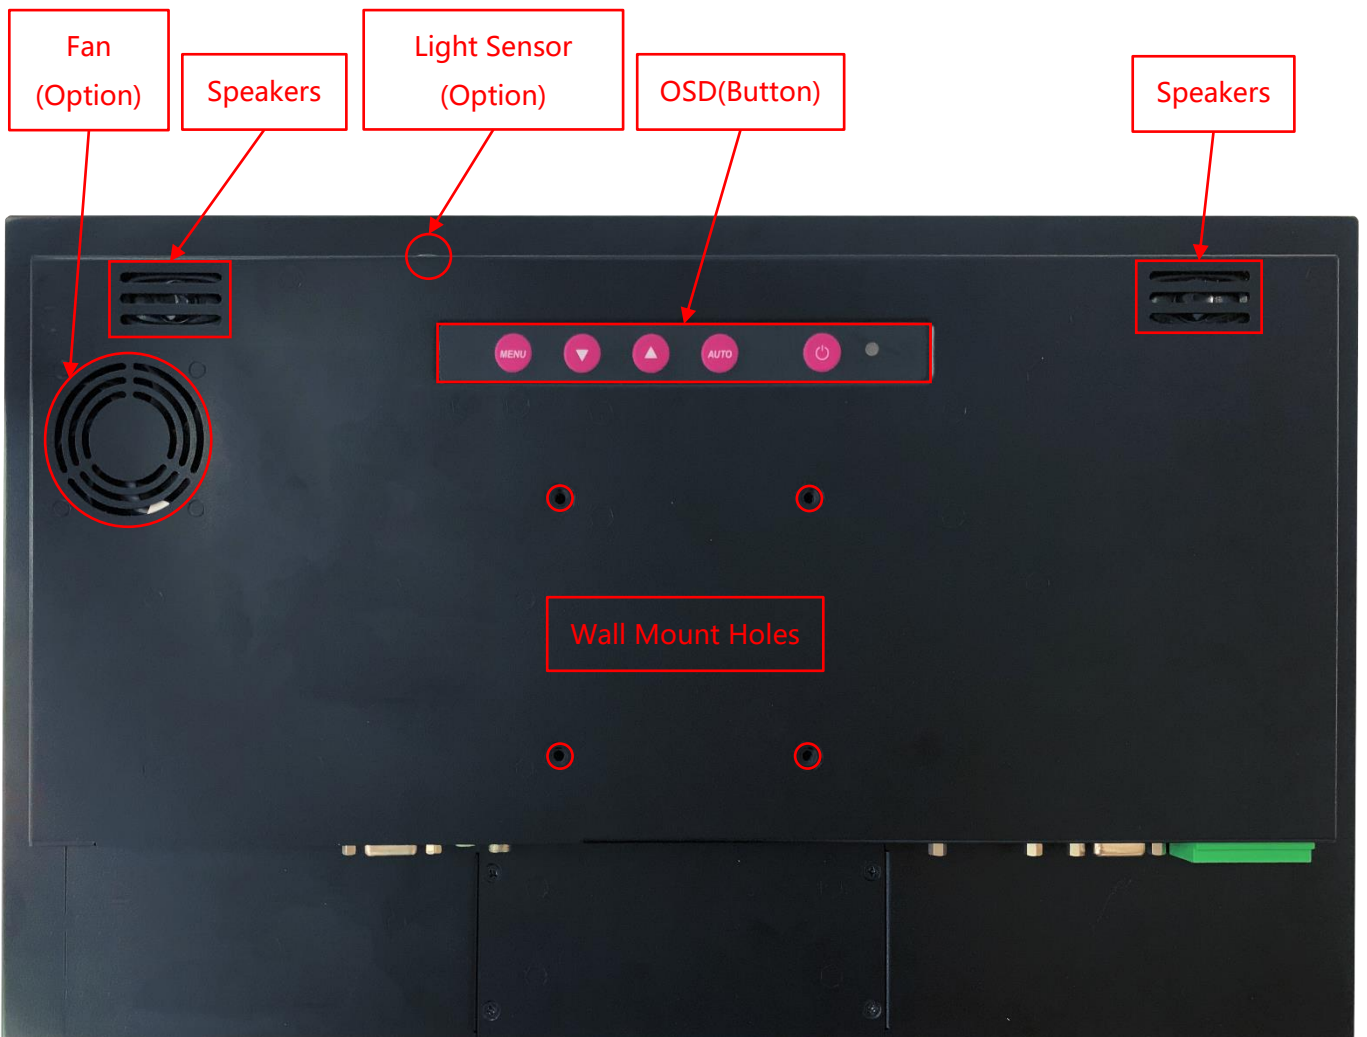 Fan
(Option)
Speakers
Light Sensor
(Option)
OSD(Button)
Speakers
MENU
AUTO
Wall Mount Holes